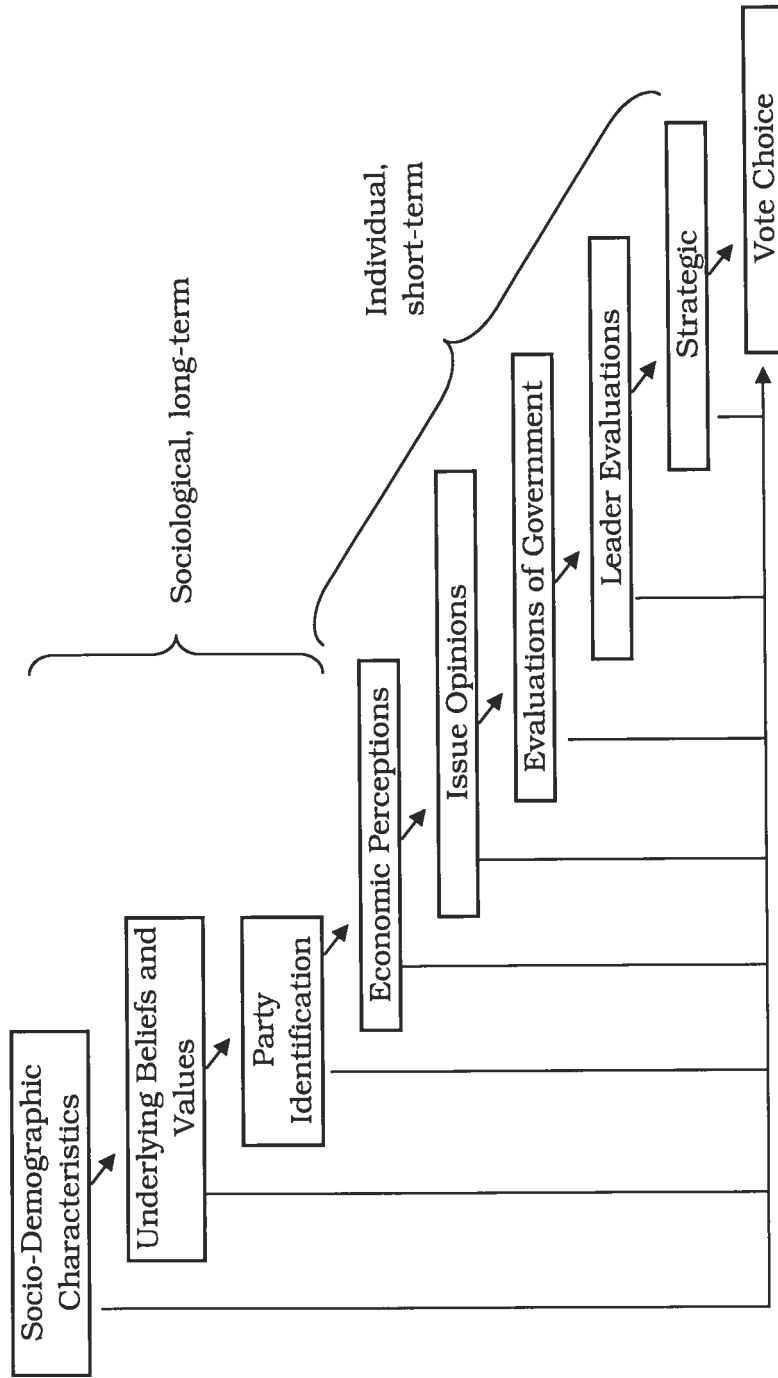 Socio-Demographic
Characteristics
Underlying Beliefs and
Values
Party
Identification
Sociological, long-term
Economic Perceptions
Issue Opinions
Individual,
short-term
Evaluations of Government
Leader Evaluations
Strategic
Vote Choice